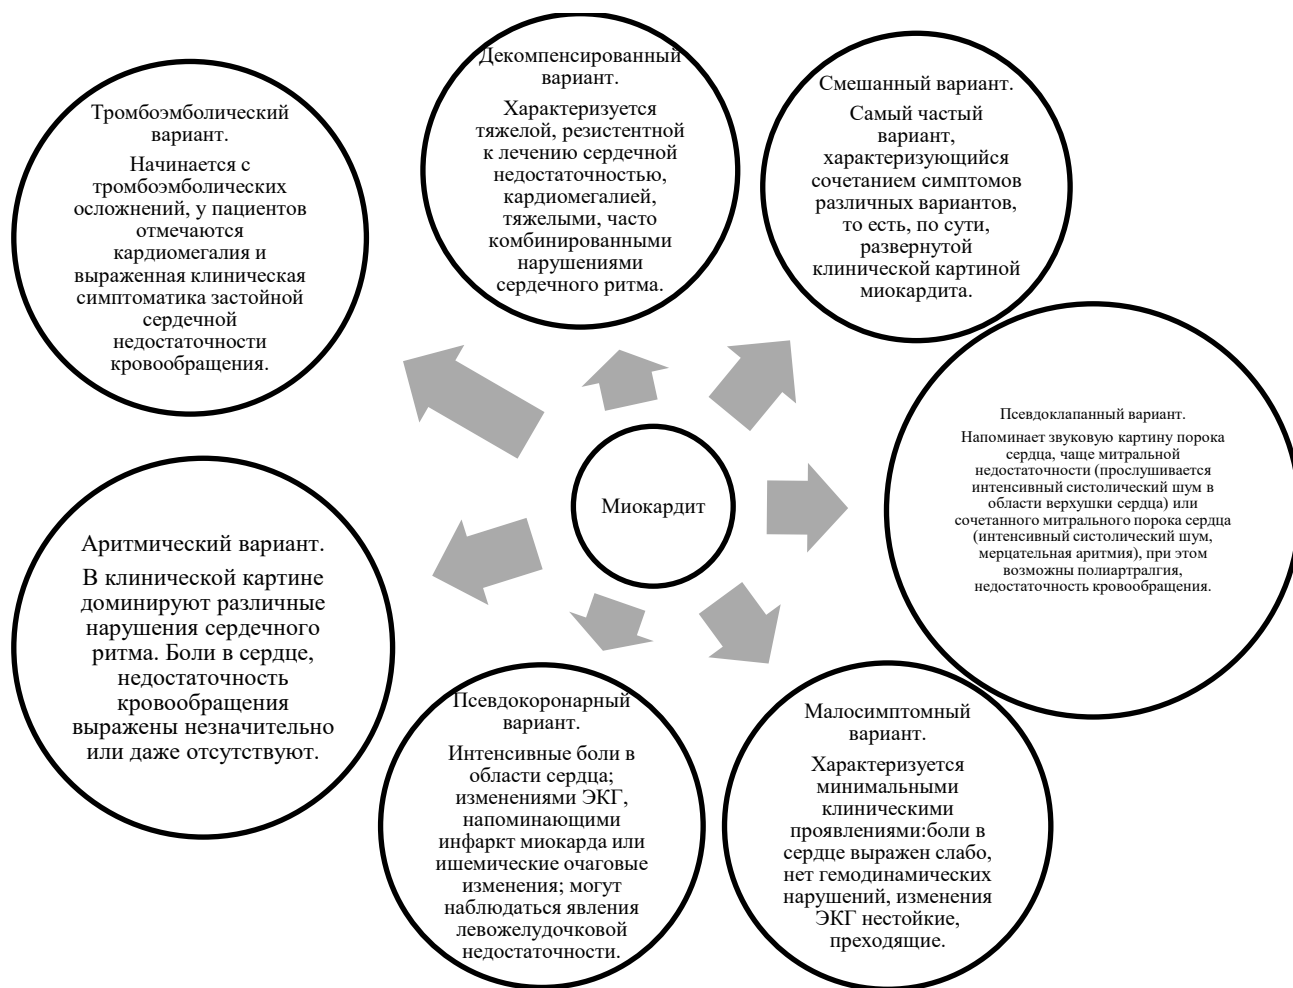 Декомпенсированный
вариант.
Характеризуется
тяжелой, резистентной
к лечению сердечной
недостаточностью,
кардиомегалией,
тяжелыми, часто
комбинированными
нарушениями
сердечного ритма.
Смешанный вариант.
Самый частый
вариант,
характеризующийся
сочетанием симптомов
различных вариантов,
то есть, по сути,
развернутой
клинической картиной
миокардита.
Тромбоэмболический
вариант.
Начинается с
тромбоэмболических
осложнений, у пациентов
отмечаются
кардиомегалия и
выраженная клиническая
симптоматика застойной
сердечной
недостаточности
кровообращения.
Псевдоклапанный вариант.
Напоминает звуковую картину порока
сердца, чаще митральной
недостаточности (прослушивается
интенсивный систолический шум в
области верхушки сердца) или
сочетанного митрального порока сердца
(интенсивный систолический шум,
мерцательная аритмия), при этом
возможны полиартралгия,
недостаточность кровообращения.
Миокардит
Аритмический вариант.
В клинической картине
доминируют различные
нарушения сердечного
ритма. Боли в сердце,
недостаточность
кровообращения
выражены незначительно
или даже отсутствуют.
Псевдокоронарный
вариант.
Интенсивные боли в
области сердца;
изменениями ЭКГ,
напоминающими
инфаркт миокарда или
ишемические очаговые
изменения; могут
наблюдаться явления
левожелудочковой
недостаточности.
Малосимптомный
вариант.
Характеризуется
минимальными
клиническими
проявлениями:боли в
сердце выражен слабо,
нет гемодинамических
нарушений, изменения
ЭКГ нестойкие,
преходящие.